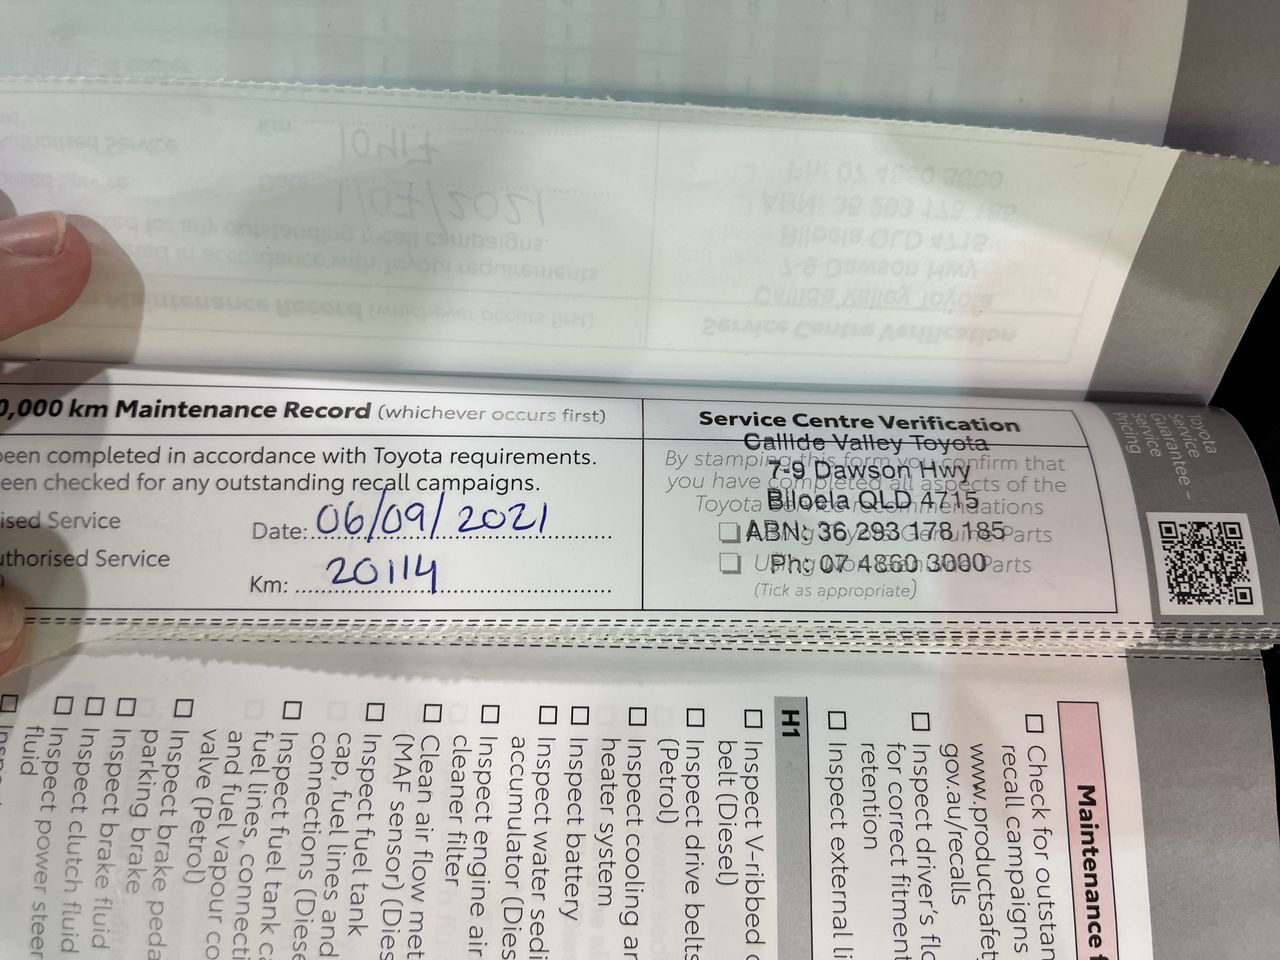 0,000 km Maintenance Record (whichever occurs first)
been completed in accordance with Toyota requirements.
een checked for any outstanding recall campaigns.
ised Service
Date: 06/09/2021
uthorised Service
Km: 20114
Service Centre Verification
Callide Valley Toyota
By stamping this form you confirm that
7-9 Dawson Hwy
you have completed all aspects of the
Biloela QLD 4715
Toyota Service recommendations
ABN: 36 293 178 185
Genuine Parts
Ph: 07 4860 3000
Parts
(Tick as appropriate)
Toyota
Service
Guarantee –
Service
Pricing
Maintenance
Check for outstan
recall campaigns
www.productsafet
gov.au/recalls
Inspect driver's flo
for correct fitment
retention
Inspect external li
H1
Inspect V-ribbed
belt (Diesel)
Inspect drive belts
(Petrol)
Inspect cooling an
heater system
Inspect battery
Inspect water sedi
accumulator (Dies
Inspect engine air
cleaner filter
Clean air flow met
(MAF sensor) (Dies
Inspect fuel tank
cap, fuel lines and
connections (Diese
Inspect fuel tank ca
fuel lines, connecti
and fuel vapour co
valve (Petrol)
Inspect brake peda
parking brake
Inspect brake fluid
Inspect clutch fluid
Inspect power steer
fluid